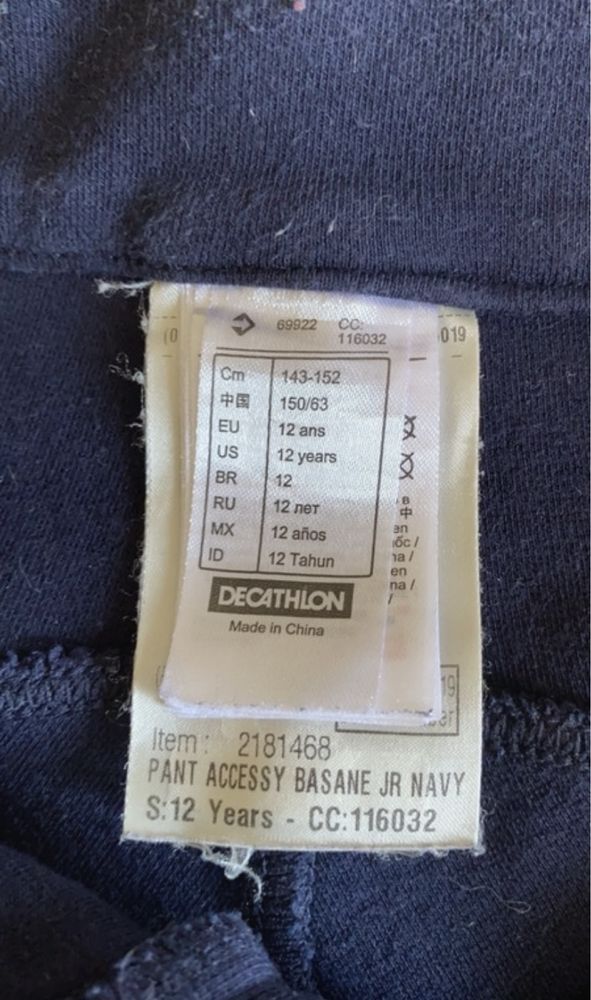 69922 CC:
116032
019
(0
Cm 143-152
中国 150/63
EU 12 ans
US 12 years
BR 12
RU 12 лет
MX 12 años
ID 12 Tahun
DECATHLON
Made in China
Item : 2181468
PANT ACCESSY BASANE JR NAVY
S:12 Years - CC:116032